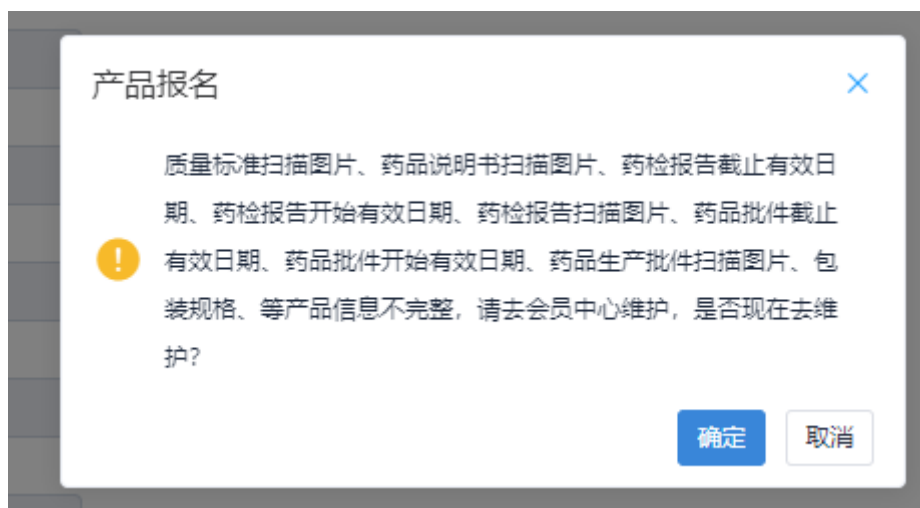 产品报名
质量标准扫描图片、药品说明书扫描图片、药检报告截止有效日
期、药检报告开始有效日期、药检报告扫描图片、药品批件截止
有效日期、药品批件开始有效日期、药品生产批件扫描图片、包
装规格、等产品信息不完整，请去会员中心维护，是否现在去维
护?
确定
取消